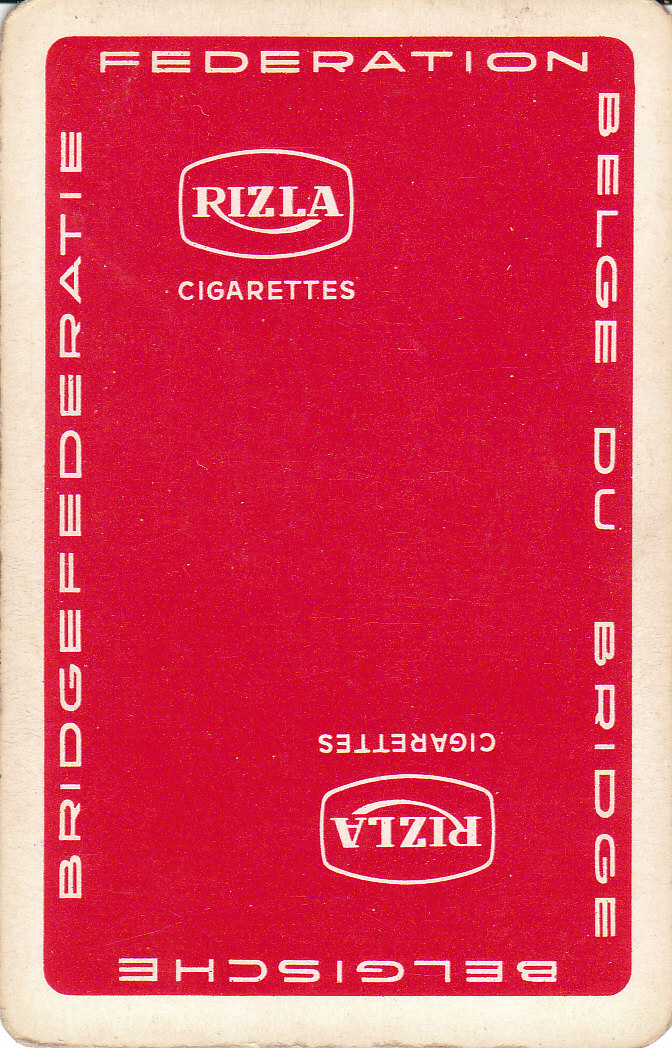 FEDERATION
BELGE DU BRIDGE
BELGISCHE
BRIDGEFEDERATIE
RIZLA
CIGARETTES
CIGARETTES
RIZLA